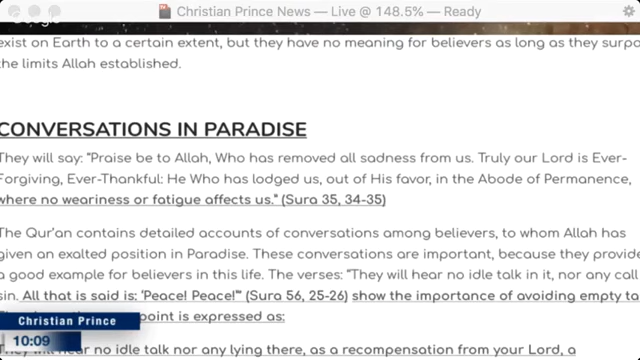 Christian Prince News — Live @ 148.5% — Ready
exist on Earth to a certain extent, but they have no meaning for believers as long as they surpa
the limits Allah established.
CONVERSATIONS IN PARADISE
They will say: "Praise be to Allah, Who has removed all sadness from us. Truly our Lord is Ever-
Forgiving, Ever-Thankful: He Who has lodged us, out of His favor, in the Abode of Permanence,
where no weariness or fatigue affects us." (Sura 35, 34-35)
The Qur'an contains detailed accounts of conversations among believers, to whom Allah has
given an exalted position in Paradise. These conversations are important, because they provide
a good example for believers in this life. The verses: "They will hear no idle talk in it, nor any call
sin. All that is said is: 'Peace! Peace!'" (Sura 56, 25-26) show the importance of avoiding empty ta
point is expressed as:
Christian Prince
10:09
They will hear no idle talk nor any lying there, as a recompensation from your Lord, a